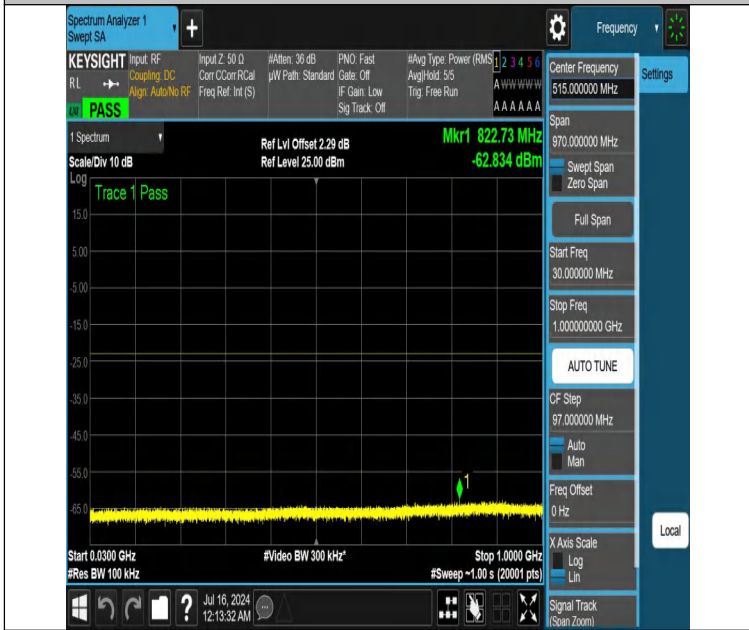 Spectrum Analyzer 1
Swept SA
+
Frequency
KEYSIGHT
RL
PASS
Input: RF
Coupling: DC
Align: Auto/No RF
Input Z: 50 Ω
Corr CCorr RCal
Freq Ref: Int (S)
#Atten: 36 dB
µW Path: Standard
PNO: Fast
Gate: Off
IF Gain: Low
Sig Track: Off
#Avg Type: Power (RMS
Avg|Hold: 5/5
Trig: Free Run
1 2 3 4 5 6
A W W W W W
A A A A A A
1 Spectrum
Scale/Div 10 dB
Ref Lvl Offset 2.29 dB
Ref Level 25.00 dBm
Mkr1 822.73 MHz
-62.834 dBm
Log
Trace 1 Pass
15.0
5.00
-5.00
-15.0
-25.0
-35.0
-45.0
-55.0
-65.0
1
Start 0.0300 GHz
#Res BW 100 kHz
#Video BW 300 kHz*
Stop 1.0000 GHz
#Sweep ~1.00 s (20001 pts)
Jul 16, 2024
12:13:32 AM
Center Frequency
515.000000 MHz
Settings
Span
970.000000 MHz
Swept Span
Zero Span
Full Span
Start Freq
30.000000 MHz
Stop Freq
1.000000000 GHz
AUTO TUNE
CF Step
97.000000 MHz
Auto
Man
Freq Offset
0 Hz
X Axis Scale
Log
Lin
Local
Signal Track
(Span Zoom)